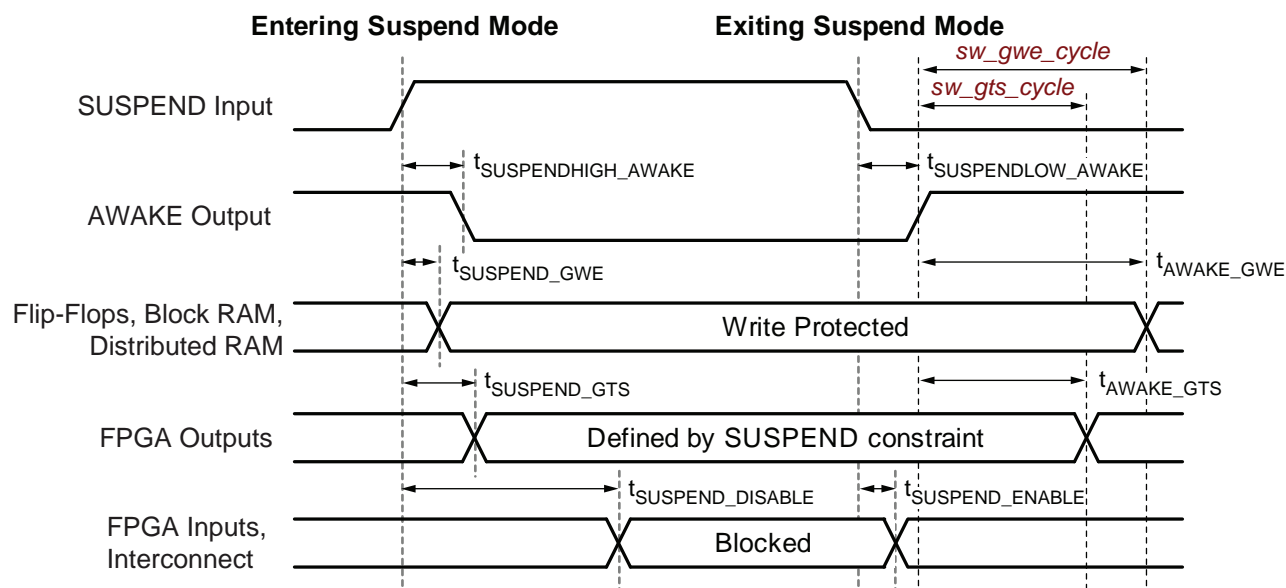 Entering Suspend Mode
Exiting Suspend Mode
sw_gwe_cycle
sw_gts_cycle
SUSPEND Input
tSUSPENDHIGH_AWAKE
tSUSPENDLOW_AWAKE
AWAKE Output
tSUSPEND_GWE
tAWAKE_GWE
Flip-Flops, Block RAM,
Distributed RAM
Write Protected
tSUSPEND_GTS
tAWAKE_GTS
FPGA Outputs
Defined by SUSPEND constraint
tSUSPEND_DISABLE
tSUSPEND_ENABLE
FPGA Inputs,
Interconnect
Blocked